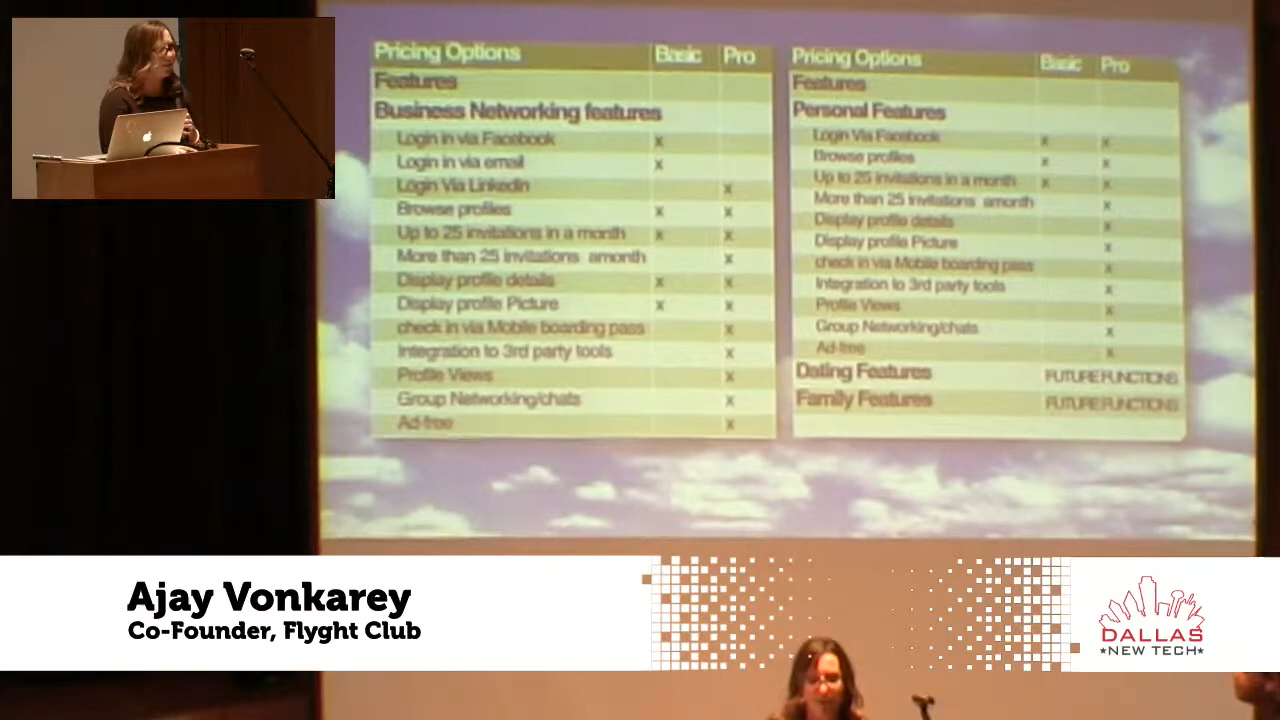 Pricing Options Basic Pro
Features
Business Networking features
Login in via Facebook x
Login in via email x
Login Via LinkedIn x
Browse profiles x x
Up to 25 invitations in a month x x
More than 25 invitations amonth x
Display profile details x x
Display profile Picture x x
check in via Mobile boarding pass x
Integration to 3rd party tools x
Profile Views x
Group Networking/chats x
Ad-free x
Pricing Options Basic Pro
Features
Personal Features
Login Via Facebook x x
Browse profiles x x
Up to 25 invitations in a month x x
More than 25 invitations amonth x
Display profile details
Display profile Picture x
check in via Mobile boarding pass x
Integration to 3rd party tools x
Profile Views x
Group Networking/chats x
Ad-free x
Dating Features FUTURE FUNCTIONS
Family Features FUTURE FUNCTIONS
Ajay Vonkarey
Co-Founder, Flyght Club
DALLAS
★NEW TECH★